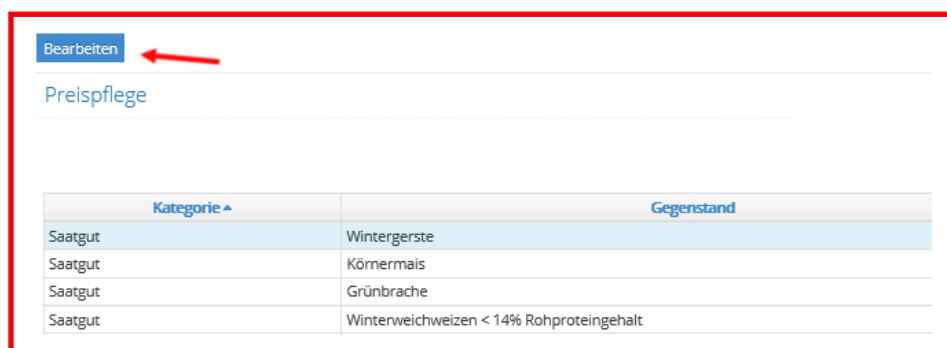 Bearbeiten
Preispflege
Kategorie Gegenstand
Saatgut Wintergerste
Saatgut Körnermais
Saatgut Grünbrache
Saatgut Winterweichweizen < 14% Rohproteingehalt